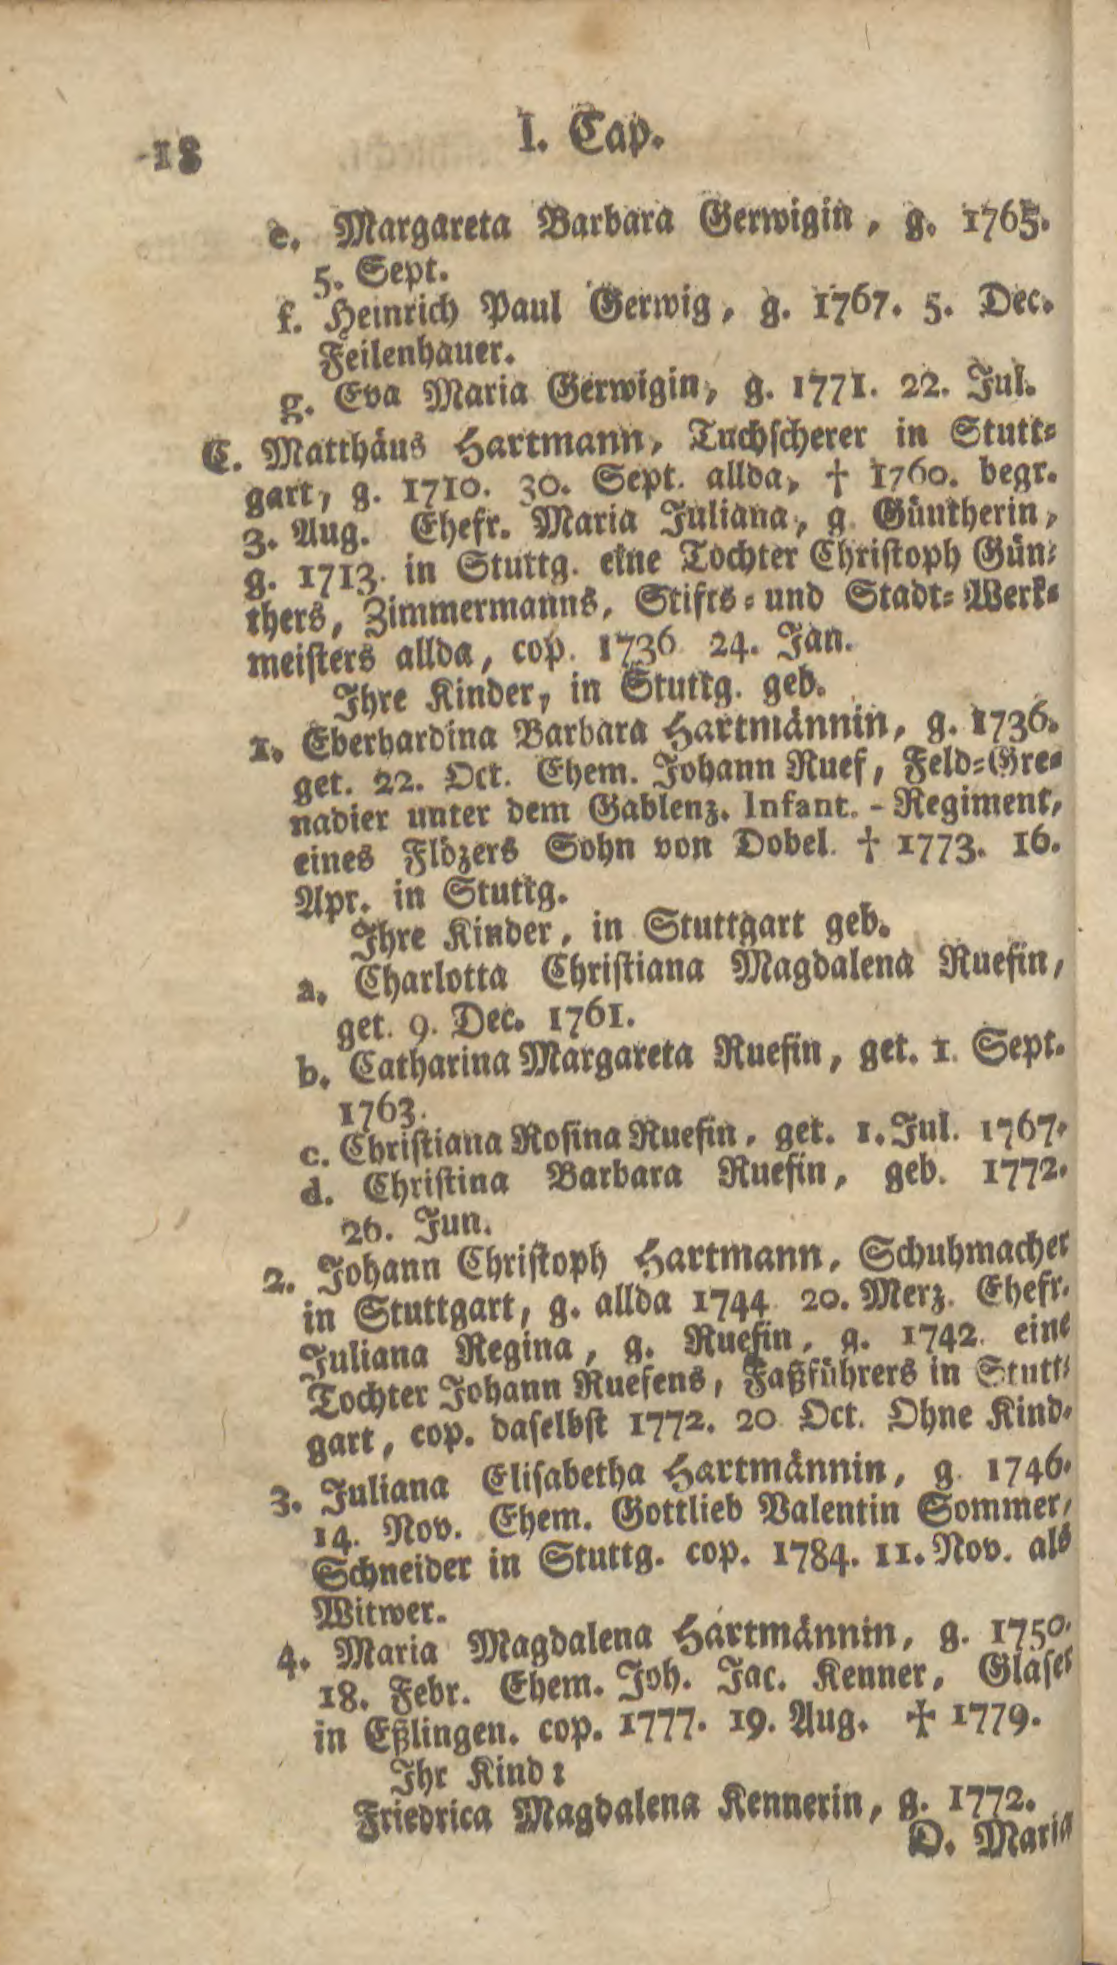 18 I. Cap.
e. Margareta Barbara Gerwigin, g. 1765.
5. Sept.
f. Heinrich Paul Gerwig, g. 1767. 5. Dec.
Feilenhauer.
g. Eva Maria Gerwigin, g. 1771. 22. Jul.
C. Matthäus Hartmann, Tuchscherer in Stutt-
gart, g. 1710. 30. Sept. allda, † 1760. begr.
3. Aug. Ehefr. Maria Juliana, g. Güntherin,
g. 1713. in Stuttg. eine Tochter Christoph Gün-
thers, Zimmermanns, Stifts- und Stadt-Werk-
meisters allda, cop. 1736 24. Jan.
Ihre Kinder, in Stuttg. geb.
1. Eberhardina Barbara Hartmännin, g. 1736.
get. 22. Oct. Ehem. Johann Ruef, Feld-Gre-
nadier unter dem Gablenz. Infant. - Regiment,
eines Flözers Sohn von Dobel. † 1773. 16.
Apr. in Stuttg.
Ihre Kinder, in Stuttgart geb.
a. Charlotta Christiana Magdalena Ruefin,
get. 9. Dec. 1761.
b. Catharina Margareta Ruefin, get. 1. Sept.
1763.
c. Christiana Rosina Ruefin, get. 1. Jul. 1767.
d. Christina Barbara Ruefin, geb. 1772.
26. Jun.
2. Johann Christoph Hartmann, Schuhmacher
in Stuttgart, g. allda 1744 20. Merz. Ehefr.
Juliana Regina, g. Ruefin, g. 1742. eine
Tochter Johann Ruefens, Faßführers in Stutt-
gart, cop. daselbst 1772. 20 Oct. Ohne Kind.
3. Juliana Elisabetha Hartmännin, g. 1746.
14. Nov. Ehem. Gottlieb Valentin Sommer,
Schneider in Stuttg. cop. 1784. 11. Nov. als
Witwer.
4. Maria Magdalena Hartmännin, g. 1750.
18. Febr. Ehem. Joh. Jac. Kenner, Glaser
in Eßlingen. cop. 1777. 19. Aug. † 1779.
Ihr Kind:
Friedrica Magdalena Kennerin, g. 1772.
D. Maria